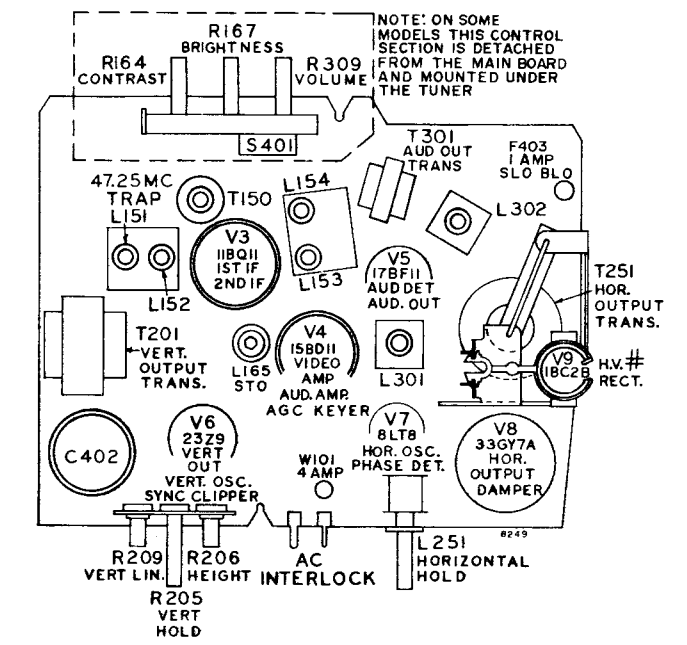 R167
BRIGHTNESS
R164
CONTRAST
R309
VOLUME
S401
NOTE: ON SOME
MODELS THIS CONTROL
SECTION IS DETACHED
FROM THE MAIN BOARD
AND MOUNTED UNDER
THE TUNER
T301
AUD OUT
TRANS
F403
1 AMP
SLO BLO
47.25MC
TRAP
L151
T150
L154
L302
V3
11BQ11
1ST IF
2ND IF
L152
L153
V5
17BF11
AUD DET
AUD. OUT
T251
HOR.
OUTPUT
TRANS.
T201
VERT.
OUTPUT
TRANS.
L165
STO
V4
15BD11
VIDEO
AMP
AUD. AMP.
AGC KEYER
L301
V9
1BC2B
H.V.#
RECT.
C402
V6
23Z9
VERT
OUT
VERT. OSC.
SYNC CLIPPER
W101
4 AMP
V7
8LT8
HOR. OSC.
PHASE DET.
V8
33GY7A
HOR.
OUTPUT
DAMPER
8249
R209
VERT LIN.
R206
HEIGHT
R205
VERT
HOLD
AC
INTERLOCK
L251
HORIZONTAL
HOLD